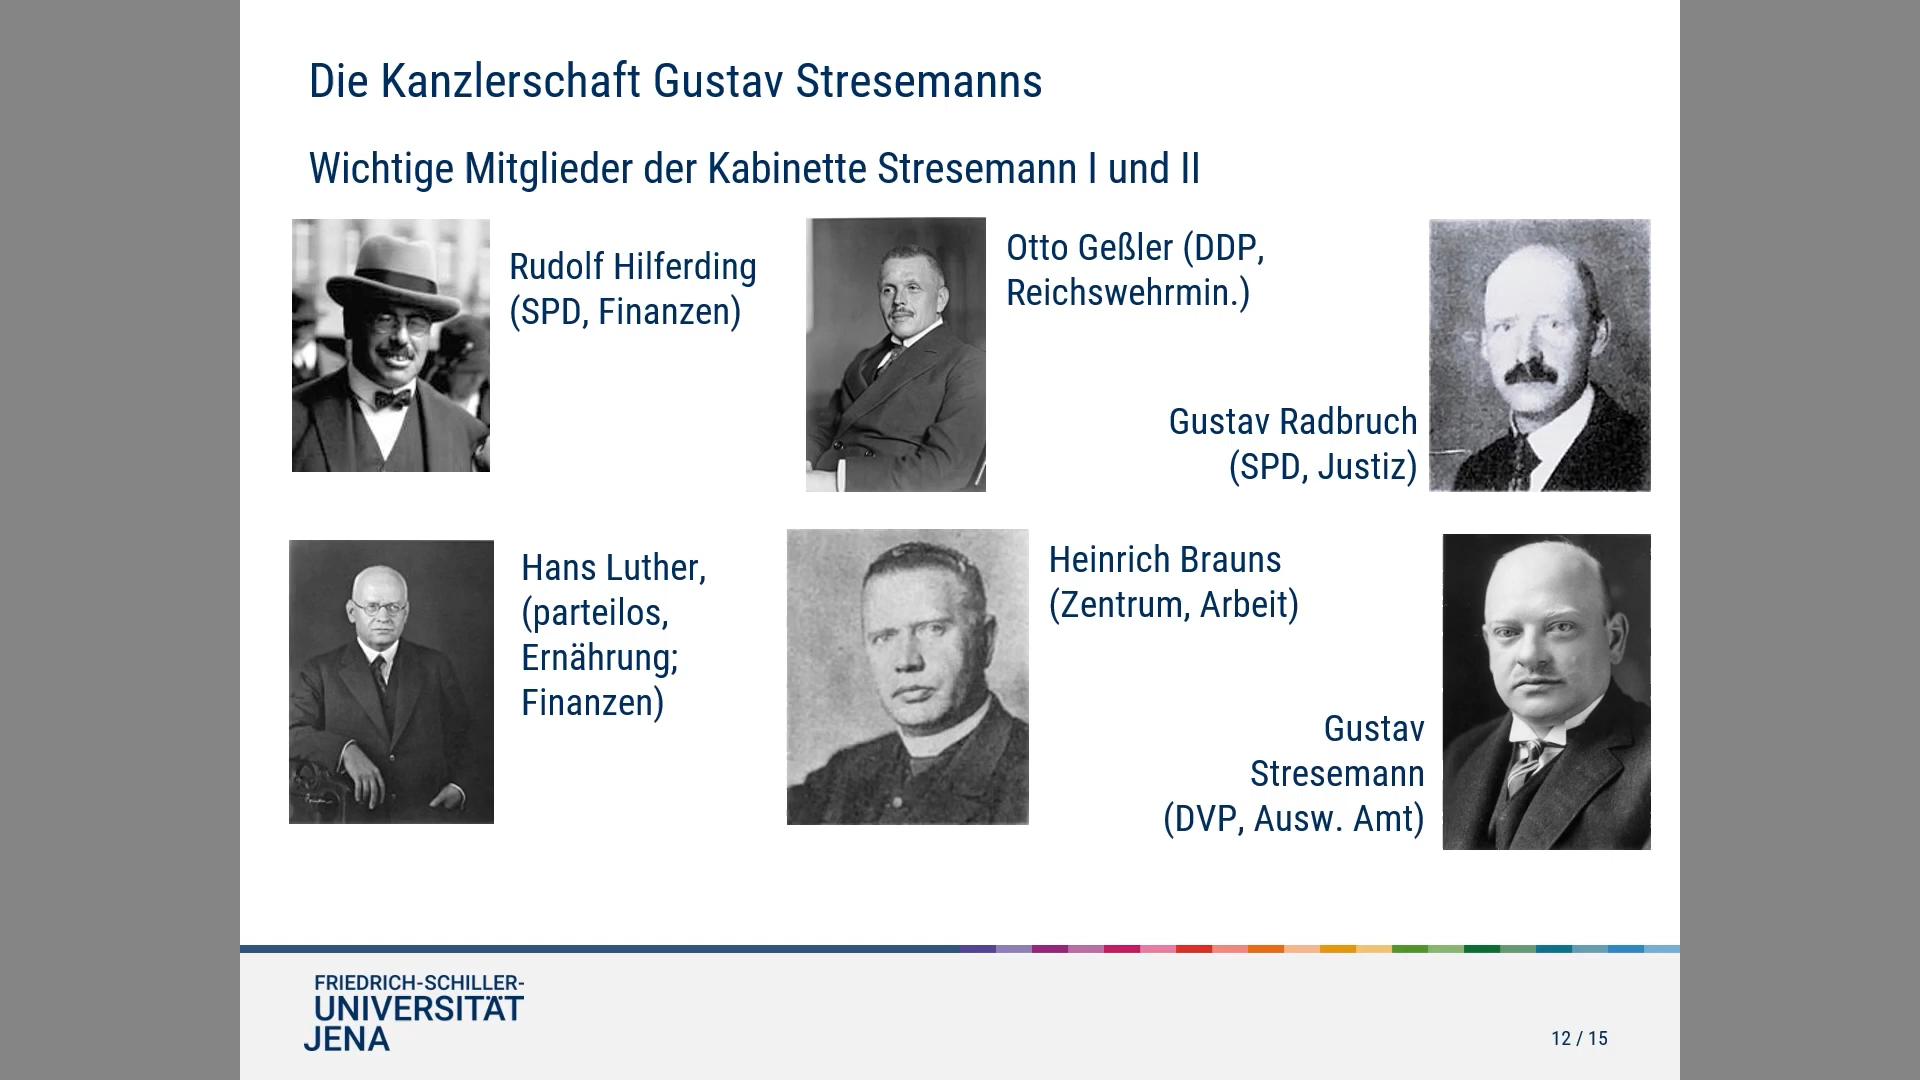 Die Kanzlerschaft Gustav Stresemanns
Wichtige Mitglieder der Kabinette Stresemann I und II
Rudolf Hilferding
(SPD, Finanzen)
Otto Geßler (DDP,
Reichswehrmin.)
Gustav Radbruch
(SPD, Justiz)
Hans Luther,
(parteilos,
Ernährung;
Finanzen)
Heinrich Brauns
(Zentrum, Arbeit)
Gustav
Stresemann
(DVP, Ausw. Amt)
FRIEDRICH-SCHILLER-
UNIVERSITÄT
JENA
12 / 15